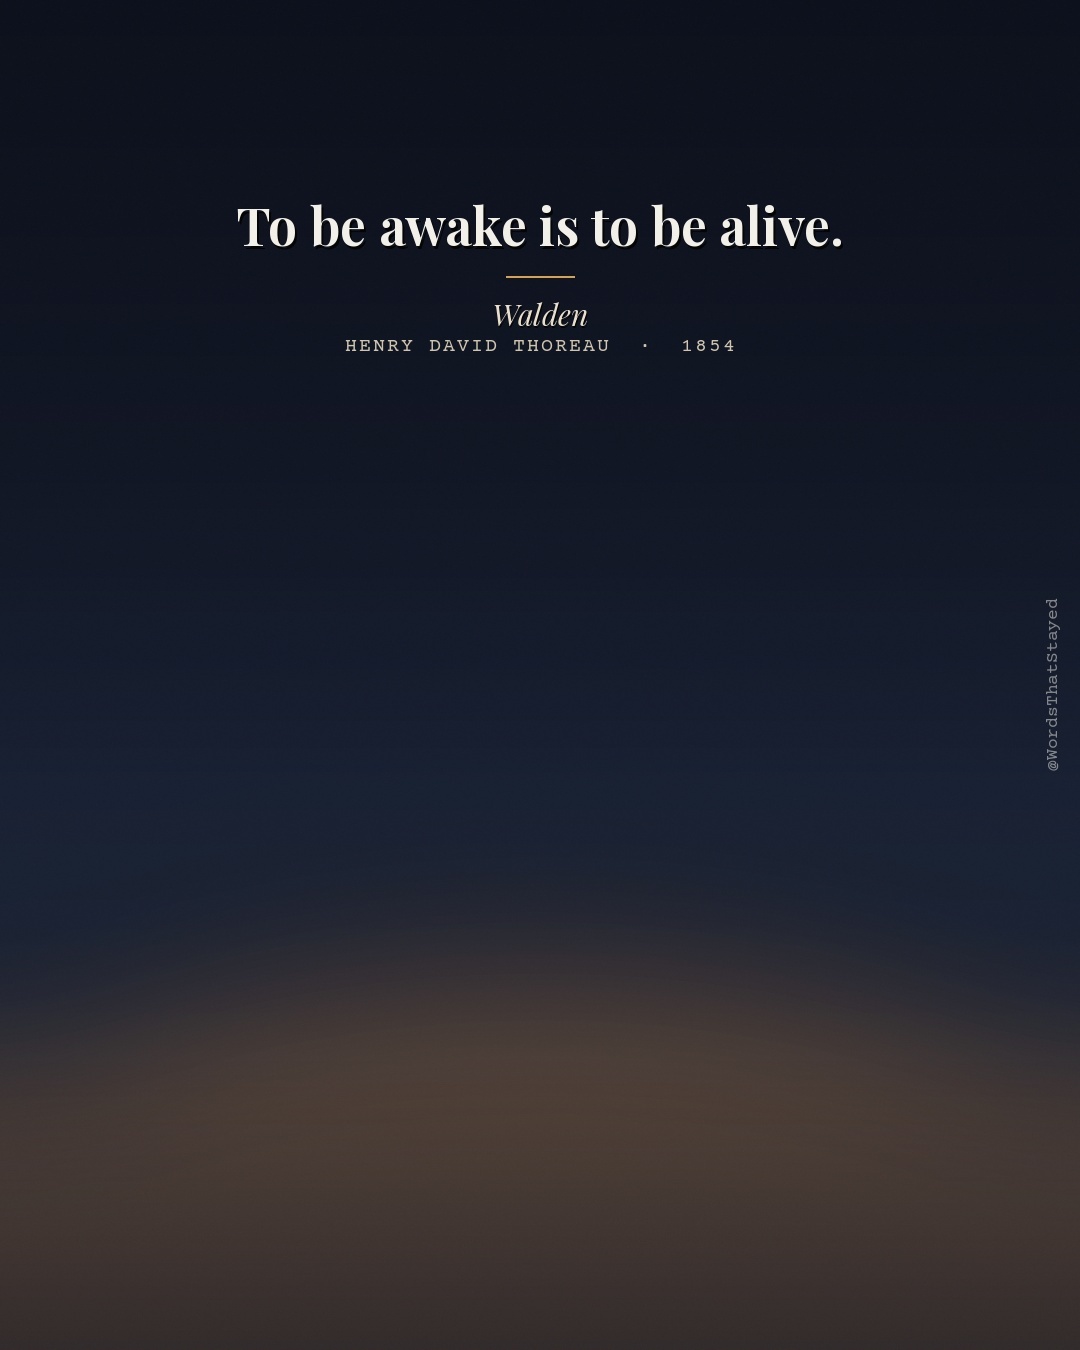 To be awake is to be alive.
Walden
HENRY DAVID THOREAU · 1854
@WordsThatStayed